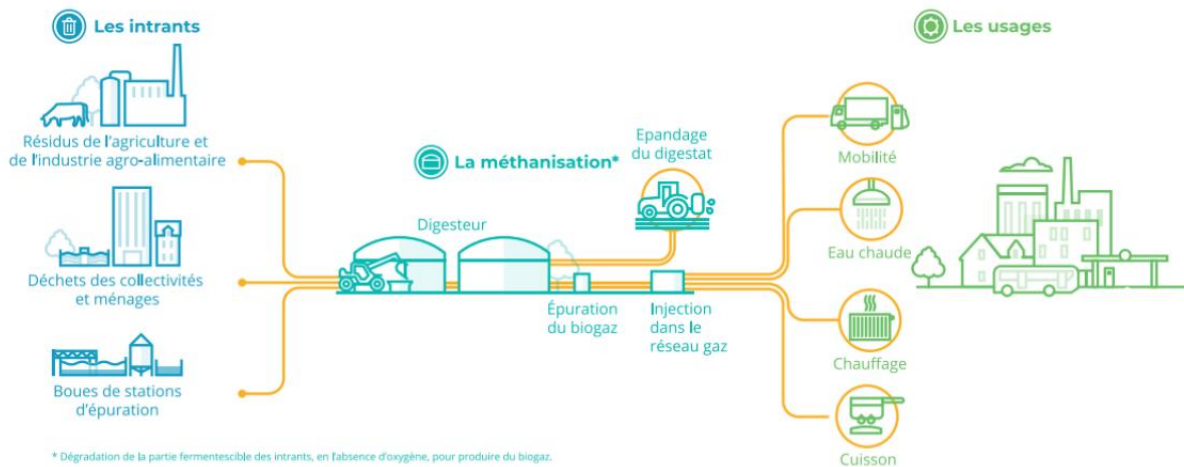 Les intrants
Résidus de l'agriculture et
de l'industrie agro-alimentaire
Déchets des collectivités
et ménages
Boues de stations
d'épuration
La méthanisation*
Digesteur
Epandage
du digestat
Épuration
du biogaz
Injection
dans le
réseau gaz
Les usages
Mobilité
Eau chaude
Chauffage
Cuisson
* Dégradation de la partie fermentescible des intrants, en l'absence d'oxygène, pour produire du biogaz.